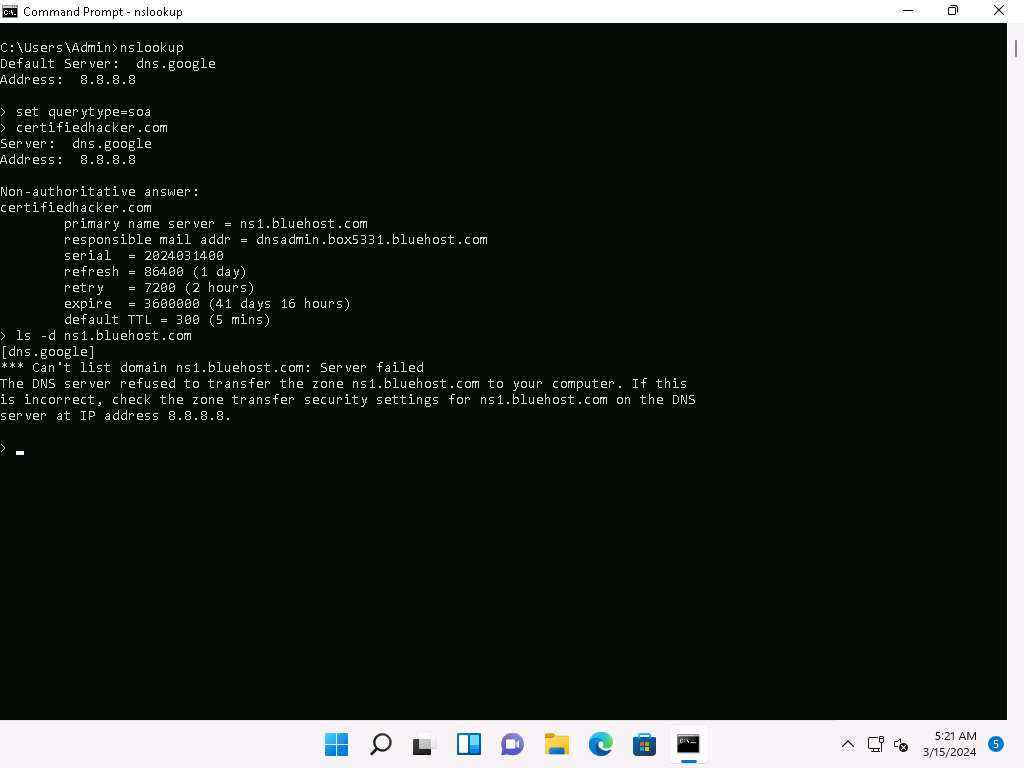 Command Prompt - nslookup
C:\Users\Admin>nslookup
Default Server:  dns.google
Address:  8.8.8.8
> set querytype=soa
> certifiedhacker.com
Server:  dns.google
Address:  8.8.8.8
Non-authoritative answer:
certifiedhacker.com
        primary name server = ns1.bluehost.com
        responsible mail addr = dnsadmin.box5331.bluehost.com
        serial  = 2024031400
        refresh = 86400 (1 day)
        retry   = 7200 (2 hours)
        expire  = 3600000 (41 days 16 hours)
        default TTL = 300 (5 mins)
> ls -d ns1.bluehost.com
[dns.google]
*** Can't list domain ns1.bluehost.com: Server failed
The DNS server refused to transfer the zone ns1.bluehost.com to your computer. If this
is incorrect, check the zone transfer security settings for ns1.bluehost.com on the DNS
server at IP address 8.8.8.8.
>
5:21 AM
3/15/2024
5